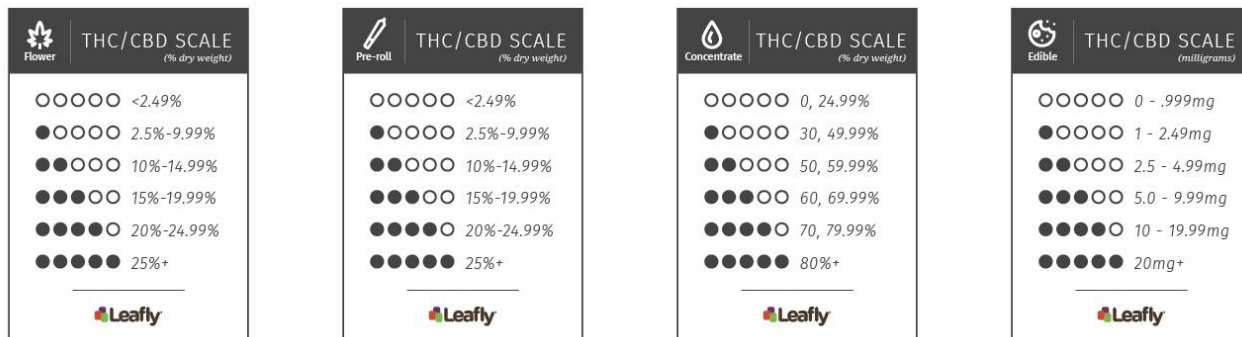 Flower
THC/CBD SCALE
(% dry weight)
<2.49%
2.5%-9.99%
10%-14.99%
15%-19.99%
20%-24.99%
25%+
Leafly
Pre-roll
THC/CBD SCALE
(% dry weight)
<2.49%
2.5%-9.99%
10%-14.99%
15%-19.99%
20%-24.99%
25%+
Leafly
Concentrate
THC/CBD SCALE
(% dry weight)
0, 24.99%
30, 49.99%
50, 59.99%
60, 69.99%
70, 79.99%
80%+
Leafly
Edible
THC/CBD SCALE
(milligrams)
0 - .999mg
1 - 2.49mg
2.5 - 4.99mg
5.0 - 9.99mg
10 - 19.99mg
20mg+
Leafly